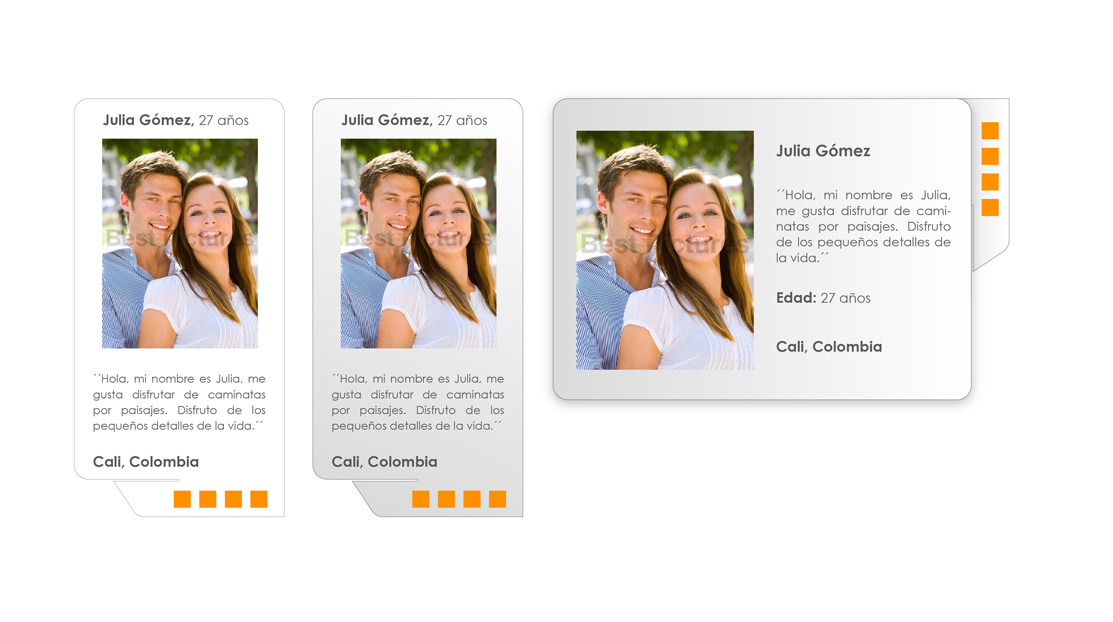 Julia Gómez, 27 años
Best Pictures
´´Hola, mi nombre es Julia, me
gusta disfrutar de caminatas
por paisajes. Disfruto de los
pequeños detalles de la vida.´´
Cali, Colombia
Julia Gómez, 27 años
Best Pictures
´´Hola, mi nombre es Julia, me
gusta disfrutar de caminatas
por paisajes. Disfruto de los
pequeños detalles de la vida.´´
Cali, Colombia
Best Pictures
Julia Gómez
´´Hola, mi nombre es Julia,
me gusta disfrutar de cami-
natas por paisajes. Disfruto
de los pequeños detalles de
la vida.´´
Edad: 27 años
Cali, Colombia